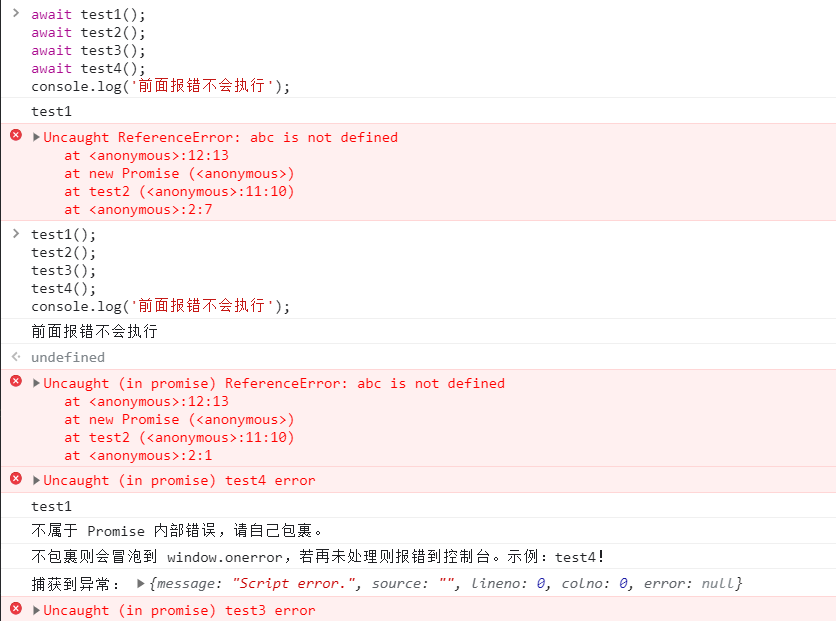 > await test1();
await test2();
await test3();
await test4();
console.log('前面报错不会执行');
test1
▶Uncaught ReferenceError: abc is not defined
at <anonymous>:12:13
at new Promise (<anonymous>)
at test2 (<anonymous>:11:10)
at <anonymous>:2:7
> test1();
test2();
test3();
test4();
console.log('前面报错不会执行');
前面报错不会执行
undefined
▶Uncaught (in promise) ReferenceError: abc is not defined
at <anonymous>:12:13
at new Promise (<anonymous>)
at test2 (<anonymous>:11:10)
at <anonymous>:2:1
▶Uncaught (in promise) test4 error
test1
不属于 Promise 内部错误，请自己包裹。
不包裹则会冒泡到 window.onerror，若再未处理则报错到控制台。示例：test4！
捕获到异常： ▶{message: "Script error.", source: "", lineno: 0, colno: 0, error: null}
▶Uncaught (in promise) test3 error